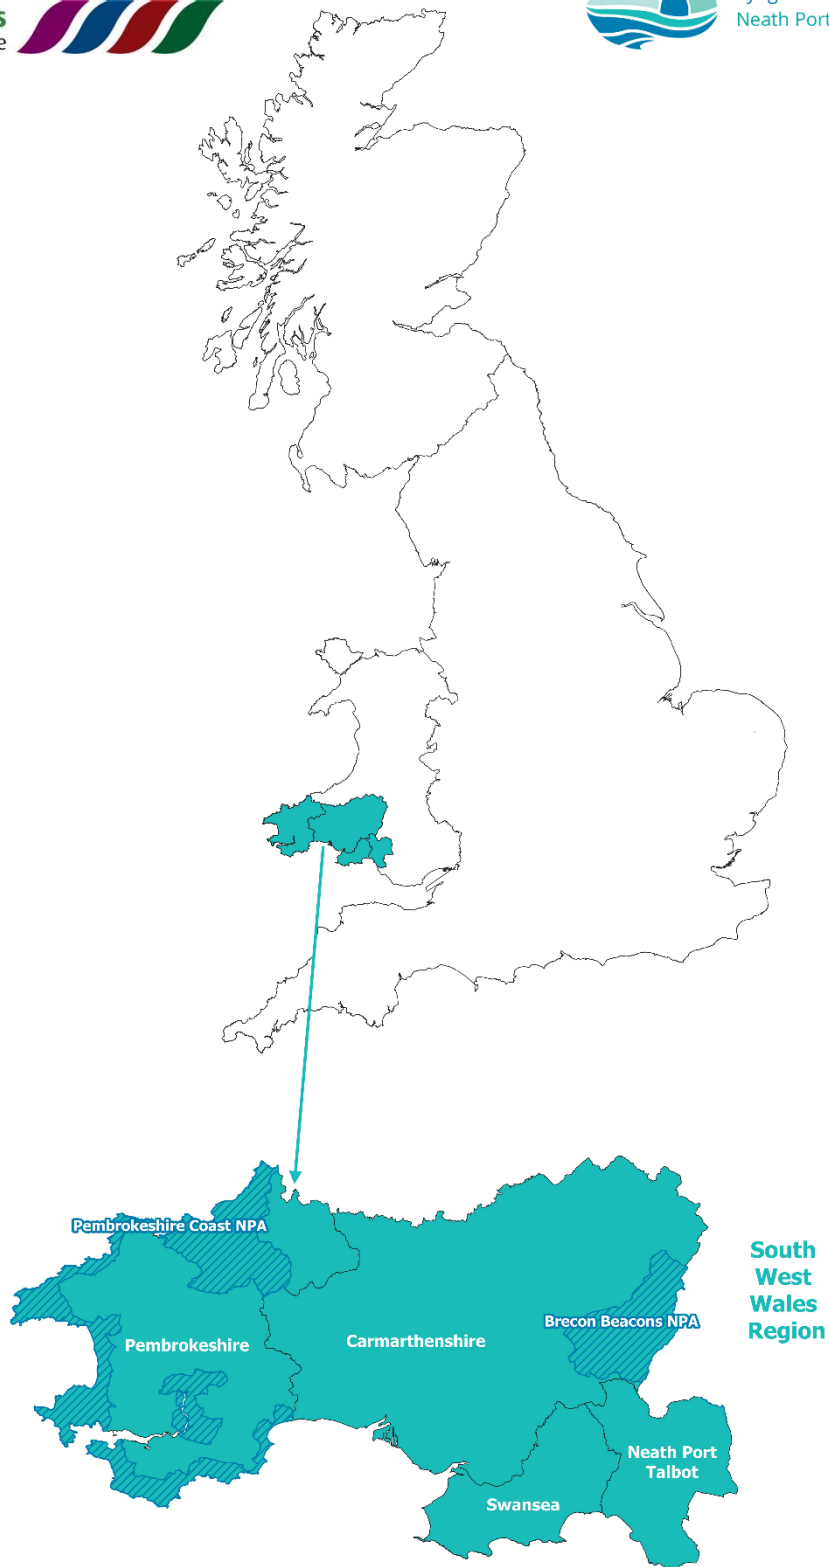 Neath Port
Pembrokeshire Coast NPA
South
West
Wales
Region
Brecon Beacons NPA
Pembrokeshire
Carmarthenshire
Neath Port
Talbot
Swansea